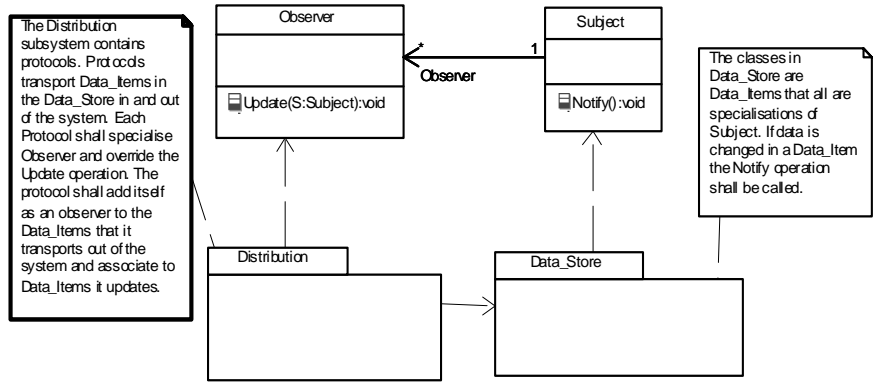 The Distribution
subsystem contains
protocols. Protocols
transport Data_Items in
the Data_Store in and out
of the system. Each
Protocol shall specialise
Observer and override the
Update operation. The
protocol shall add itself
as an observer to the
Data_Items that it
transports out of the
system and associate to
Data_Items it updates.
Observer
Update(S:Subject):void
*
1
Observer
Subject
Notify():void
The classes in
Data_Store are
Data_Items that all are
specialisations of
Subject. If data is
changed in a Data_Item
the Notify operation
shall be called.
Distribution
Data_Store